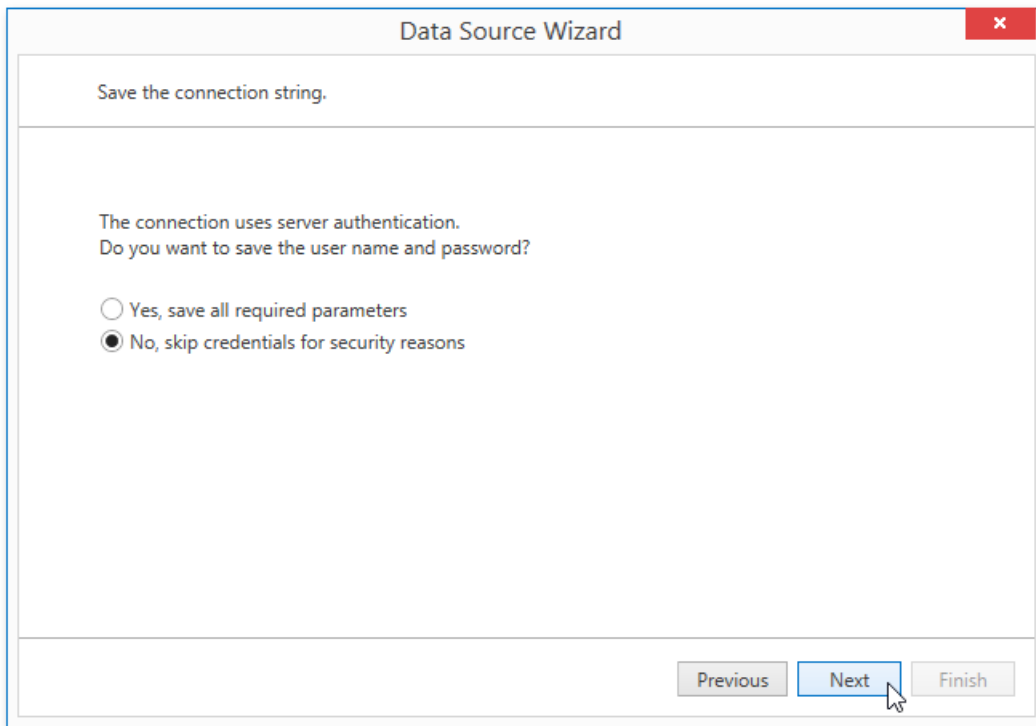 Data Source Wizard
Save the connection string.
The connection uses server authentication.
Do you want to save the user name and password?
Yes, save all required parameters
No, skip credentials for security reasons
Previous Next Finish